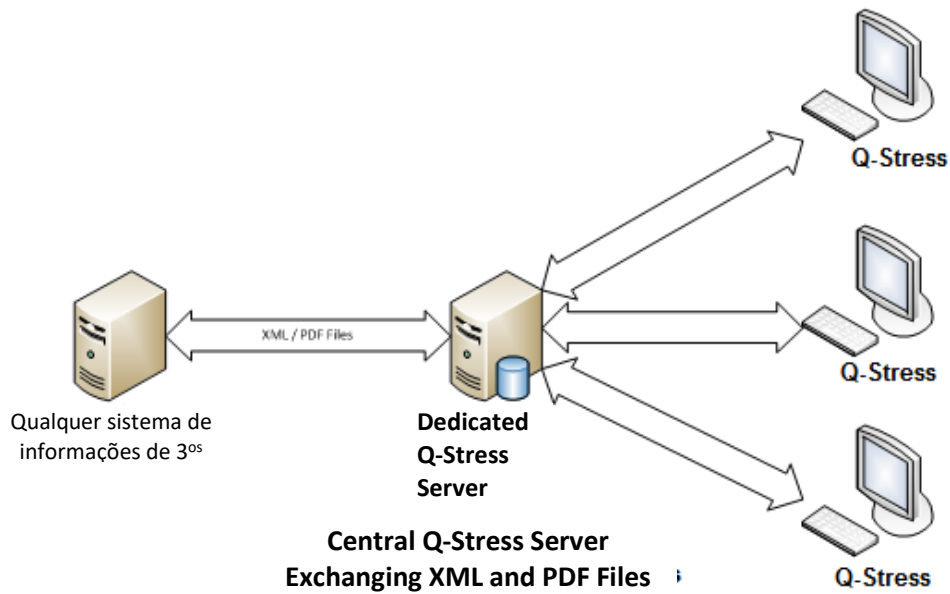 Q-Stress
XML / PDF Files
Q-Stress
Qualquer sistema de
informações de 3os
Dedicated
Q-Stress
Server
Central Q-Stress Server
Exchanging XML and PDF Files
Q-Stress